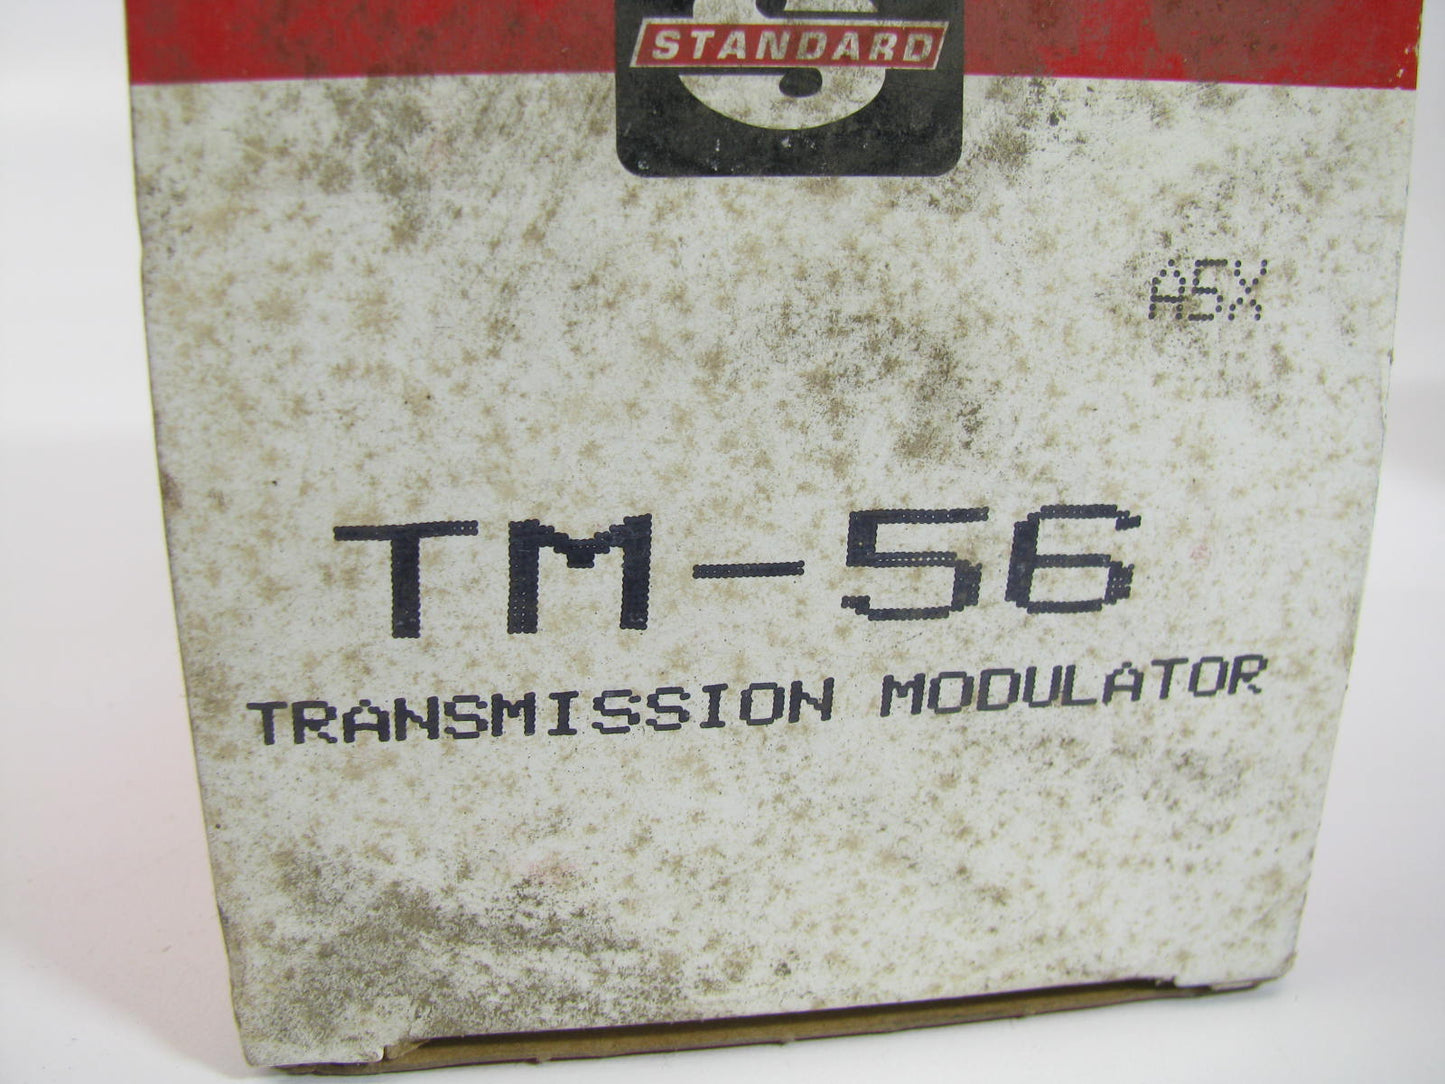 S
STANDARD
A5X
TM-56
TRANSMISSION MODULATOR